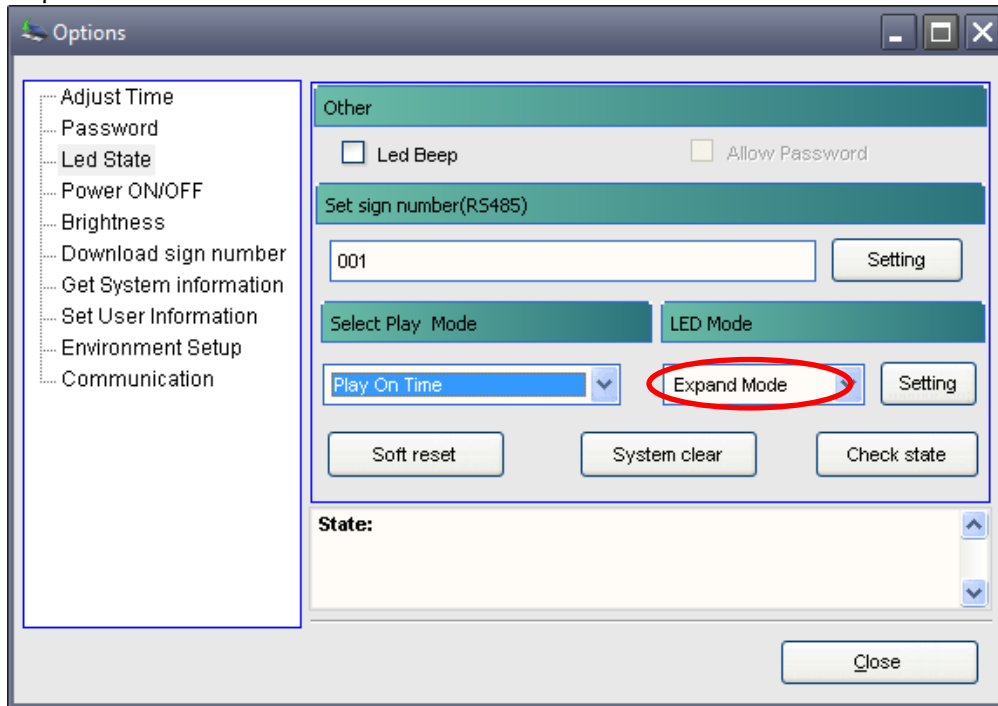 Options
Adjust Time
Password
Led State
Power ON/OFF
Brightness
Download sign number
Get System information
Set User Information
Environment Setup
Communication
Other
Led Beep
Allow Password
Set sign number(RS485)
001
Setting
Select Play Mode
LED Mode
Play On Time
Expand Mode
Setting
Soft reset
System clear
Check state
State:
Close